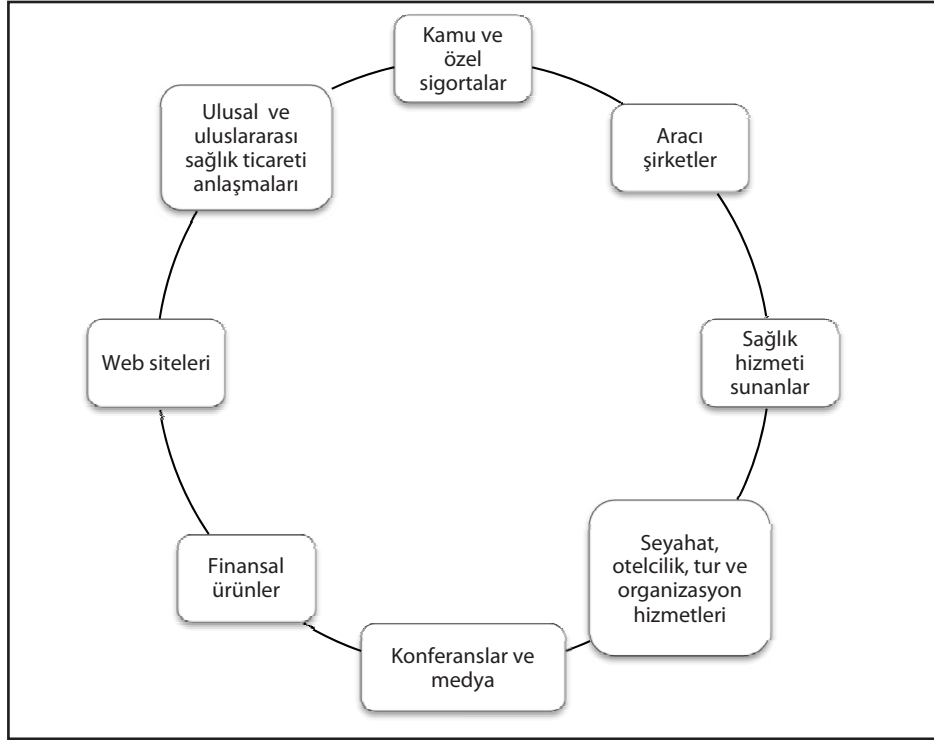 Kamu ve
özel
sigortalar
Aracı
şirketler
Sağlık
hizmeti
sunanlar
Seyahat,
otelcilik, tur ve
organizasyon
hizmetleri
Konferanslar ve
medya
Finansal
ürünler
Web siteleri
Ulusal ve
uluslararası
sağlık ticareti
anlaşmaları